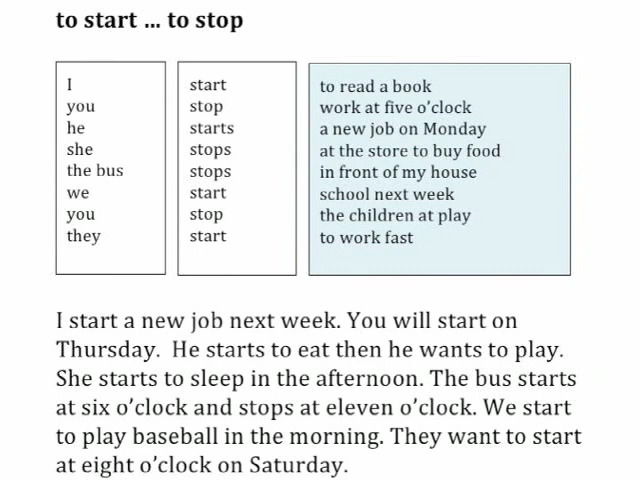 to start ... to stop
I start to read a book
you stop work at five o’clock
he starts a new job on Monday
she stops at the store to buy food
the bus stops in front of my house
we start school next week
you stop the children at play
they start to work fast
I start a new job next week. You will start on
Thursday.  He starts to eat then he wants to play.
She starts to sleep in the afternoon. The bus starts
at six o’clock and stops at eleven o’clock. We start
to play baseball in the morning. They want to start
at eight o’clock on Saturday.